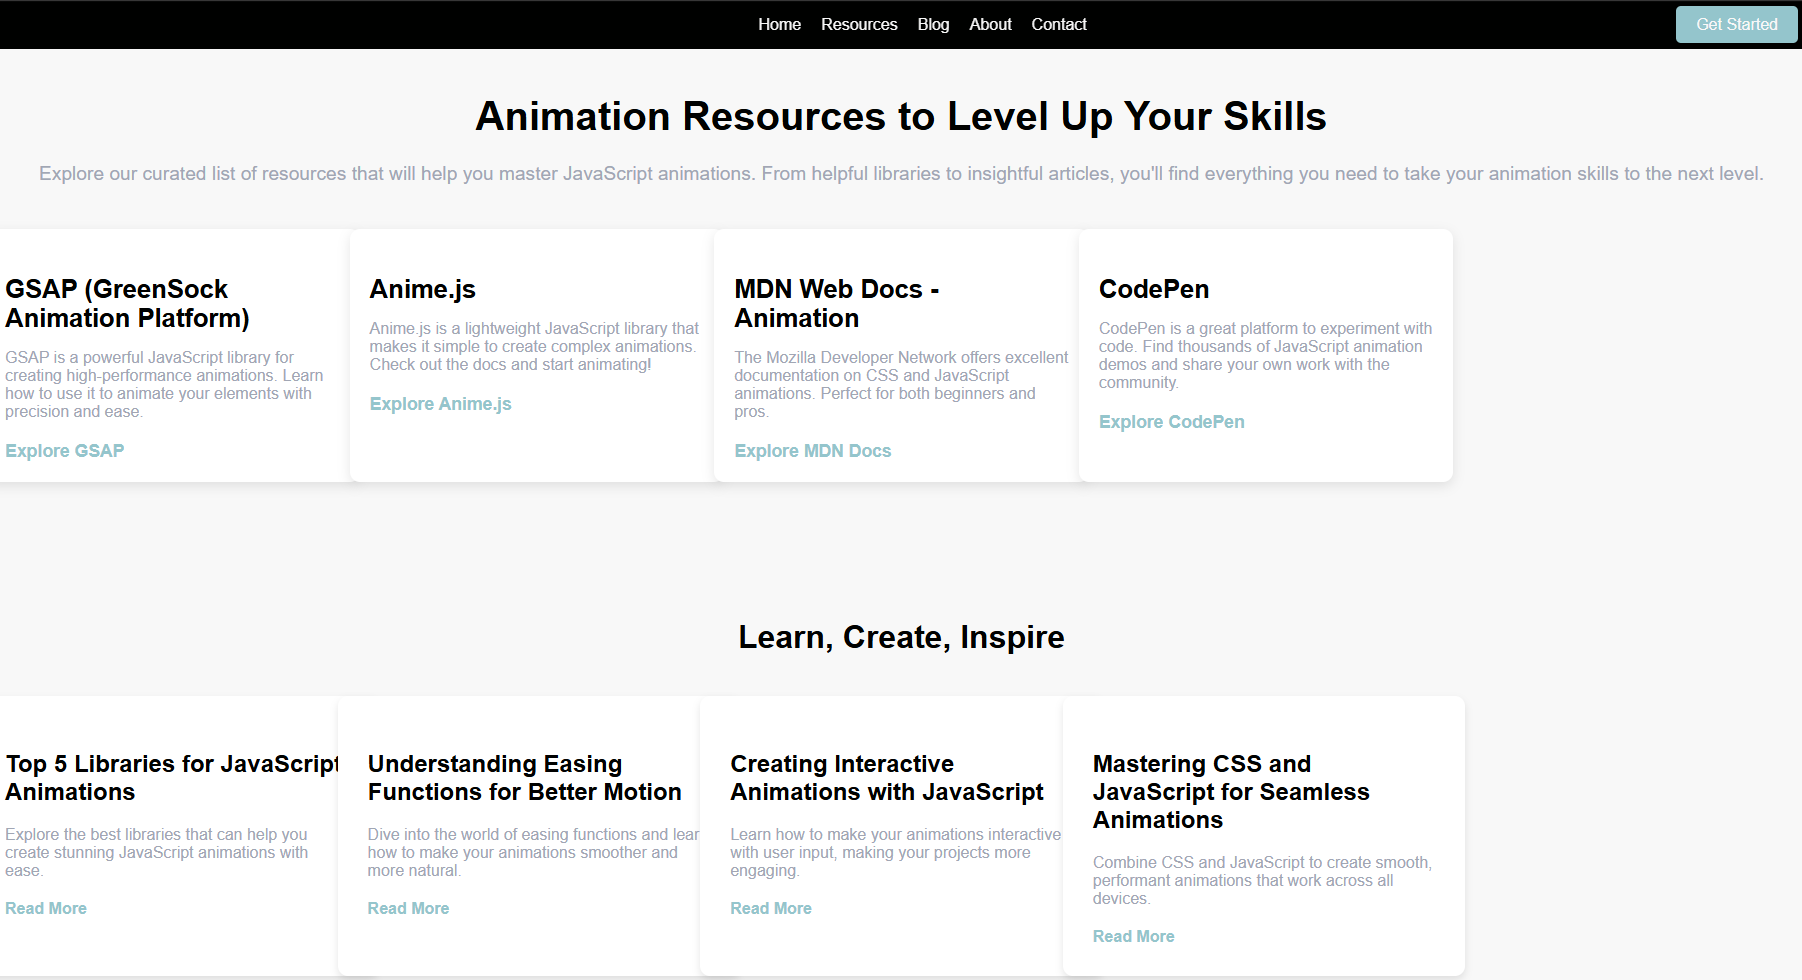 Home Resources Blog About Contact Get Started
Animation Resources to Level Up Your Skills
Explore our curated list of resources that will help you master JavaScript animations. From helpful libraries to insightful articles, you'll find everything you need to take your animation skills to the next level.
GSAP (GreenSock
Animation Platform)
GSAP is a powerful JavaScript library for
creating high-performance animations. Learn
how to use it to animate your elements with
precision and ease.
Explore GSAP
Anime.js
Anime.js is a lightweight JavaScript library that
makes it simple to create complex animations.
Check out the docs and start animating!
Explore Anime.js
MDN Web Docs -
Animation
The Mozilla Developer Network offers excellent
documentation on CSS and JavaScript
animations. Perfect for both beginners and
pros.
Explore MDN Docs
CodePen
CodePen is a great platform to experiment with
code. Find thousands of JavaScript animation
demos and share your own work with the
community.
Explore CodePen
Learn, Create, Inspire
Top 5 Libraries for JavaScript
Animations
Explore the best libraries that can help you
create stunning JavaScript animations with
ease.
Read More
Understanding Easing
Functions for Better Motion
Dive into the world of easing functions and lear
how to make your animations smoother and
more natural.
Read More
Creating Interactive
Animations with JavaScript
Learn how to make your animations interactive
with user input, making your projects more
engaging.
Read More
Mastering CSS and
JavaScript for Seamless
Animations
Combine CSS and JavaScript to create smooth,
performant animations that work across all
devices.
Read More